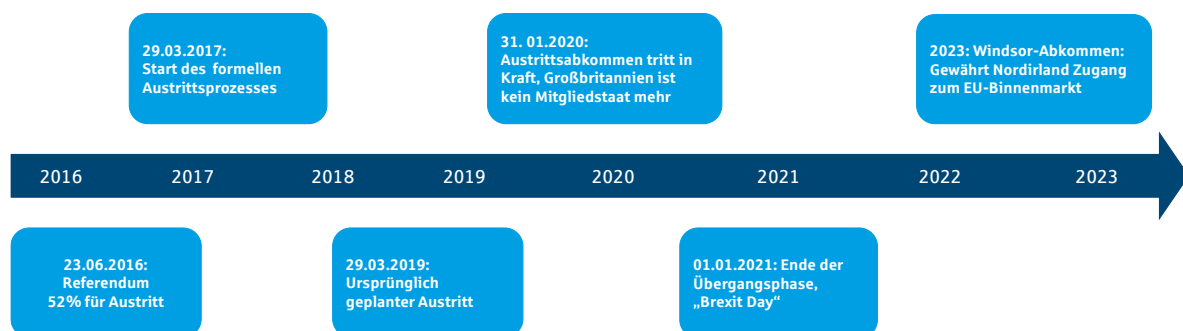 29.03.2017:
Start des formellen
Austrittsprozesses
31. 01.2020:
Austrittsabkommen tritt in
Kraft, Großbritannien ist
kein Mitgliedstaat mehr
2023: Windsor-Abkommen:
Gewährt Nordirland Zugang
zum EU-Binnenmarkt
2016 2017 2018 2019 2020 2021 2022 2023
23.06.2016:
Referendum
52% für Austritt
29.03.2019:
Ursprünglich
geplanter Austritt
01.01.2021: Ende der
Übergangsphase,
„Brexit Day“